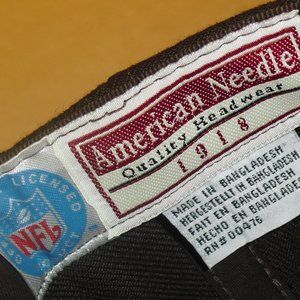 American Needle
Quality Headwear
1918
LICENSED
NFL
MADE IN BANGLADESH
HERGESTELLT IN BANGLADESH
FAIT EN BANGLADESH
HECHO EN BANGLADESH
RN# 00476